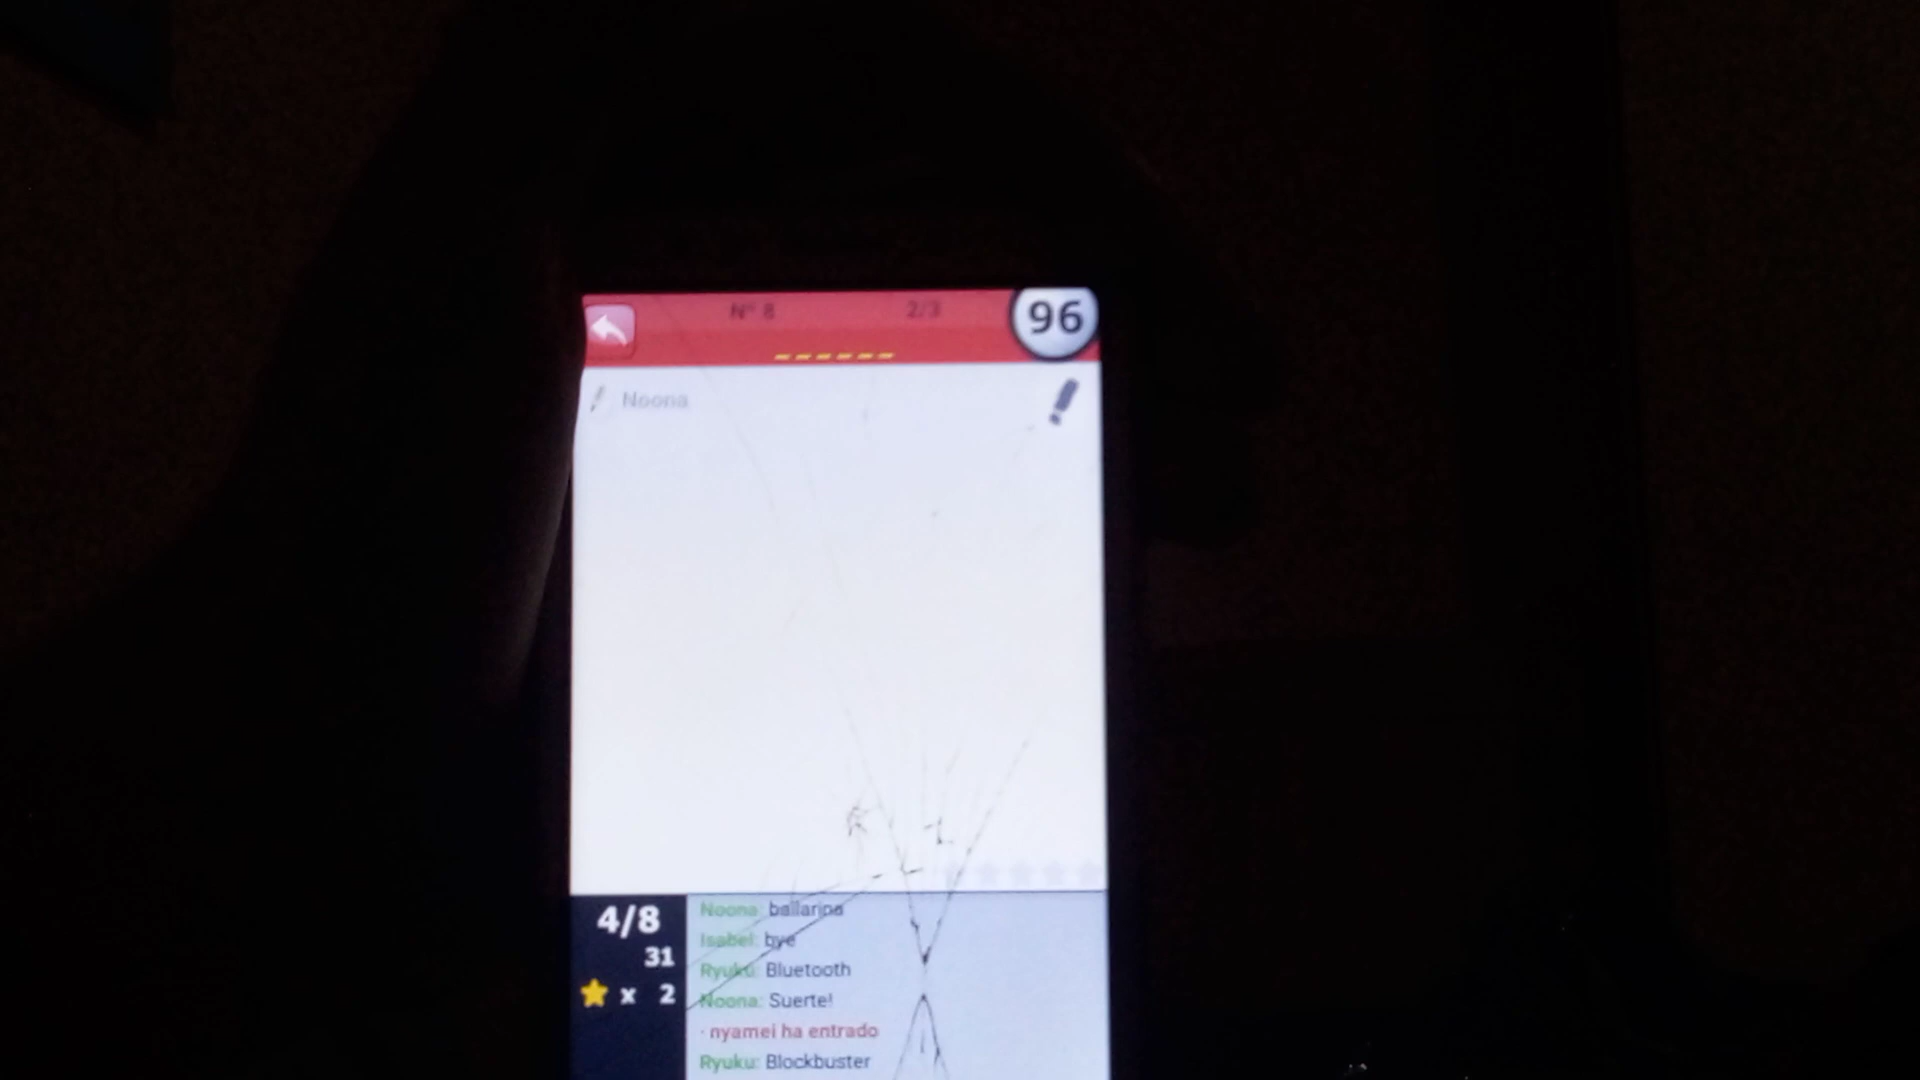 Nº 8 2/3 96
Noona
4/8
31
x 2
Noona: ballarina
Isabel: bye
Ryuku: Bluetooth
Noona: Suerte!
· nyamei ha entrado
Ryuku: Blockbuster